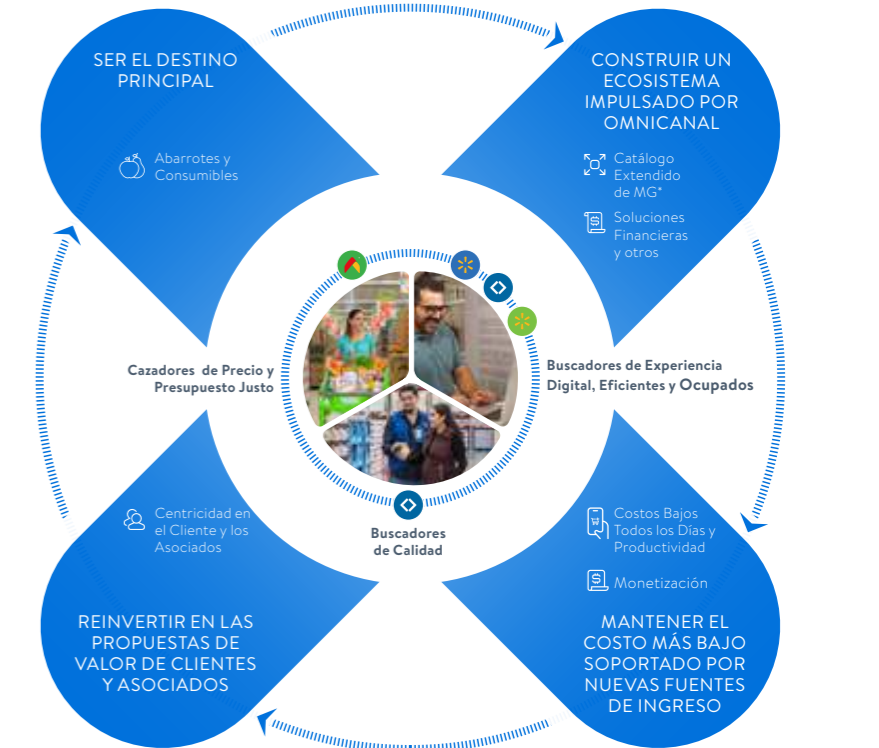 SER EL DESTINO
PRINCIPAL
Abarrotes y
Consumibles
CONSTRUIR UN
ECOSISTEMA
IMPULSADO POR
OMNICANAL
Catálogo
Extendido
de MG*
Soluciones
Financieras
y otros
Cazadores de Precio y
Presupuesto Justo
Buscadores de Experiencia
Digital, Eficientes y Ocupados
Buscadores
de Calidad
Centricidad en
el Cliente y los
Asociados
REINVERTIR EN LAS
PROPUESTAS DE
VALOR DE CLIENTES
Y ASOCIADOS
Costos Bajos
Todos los Días y
Productividad
Monetización
MANTENER EL
COSTO MÁS BAJO
SOPORTADO POR
NUEVAS FUENTES
DE INGRESO